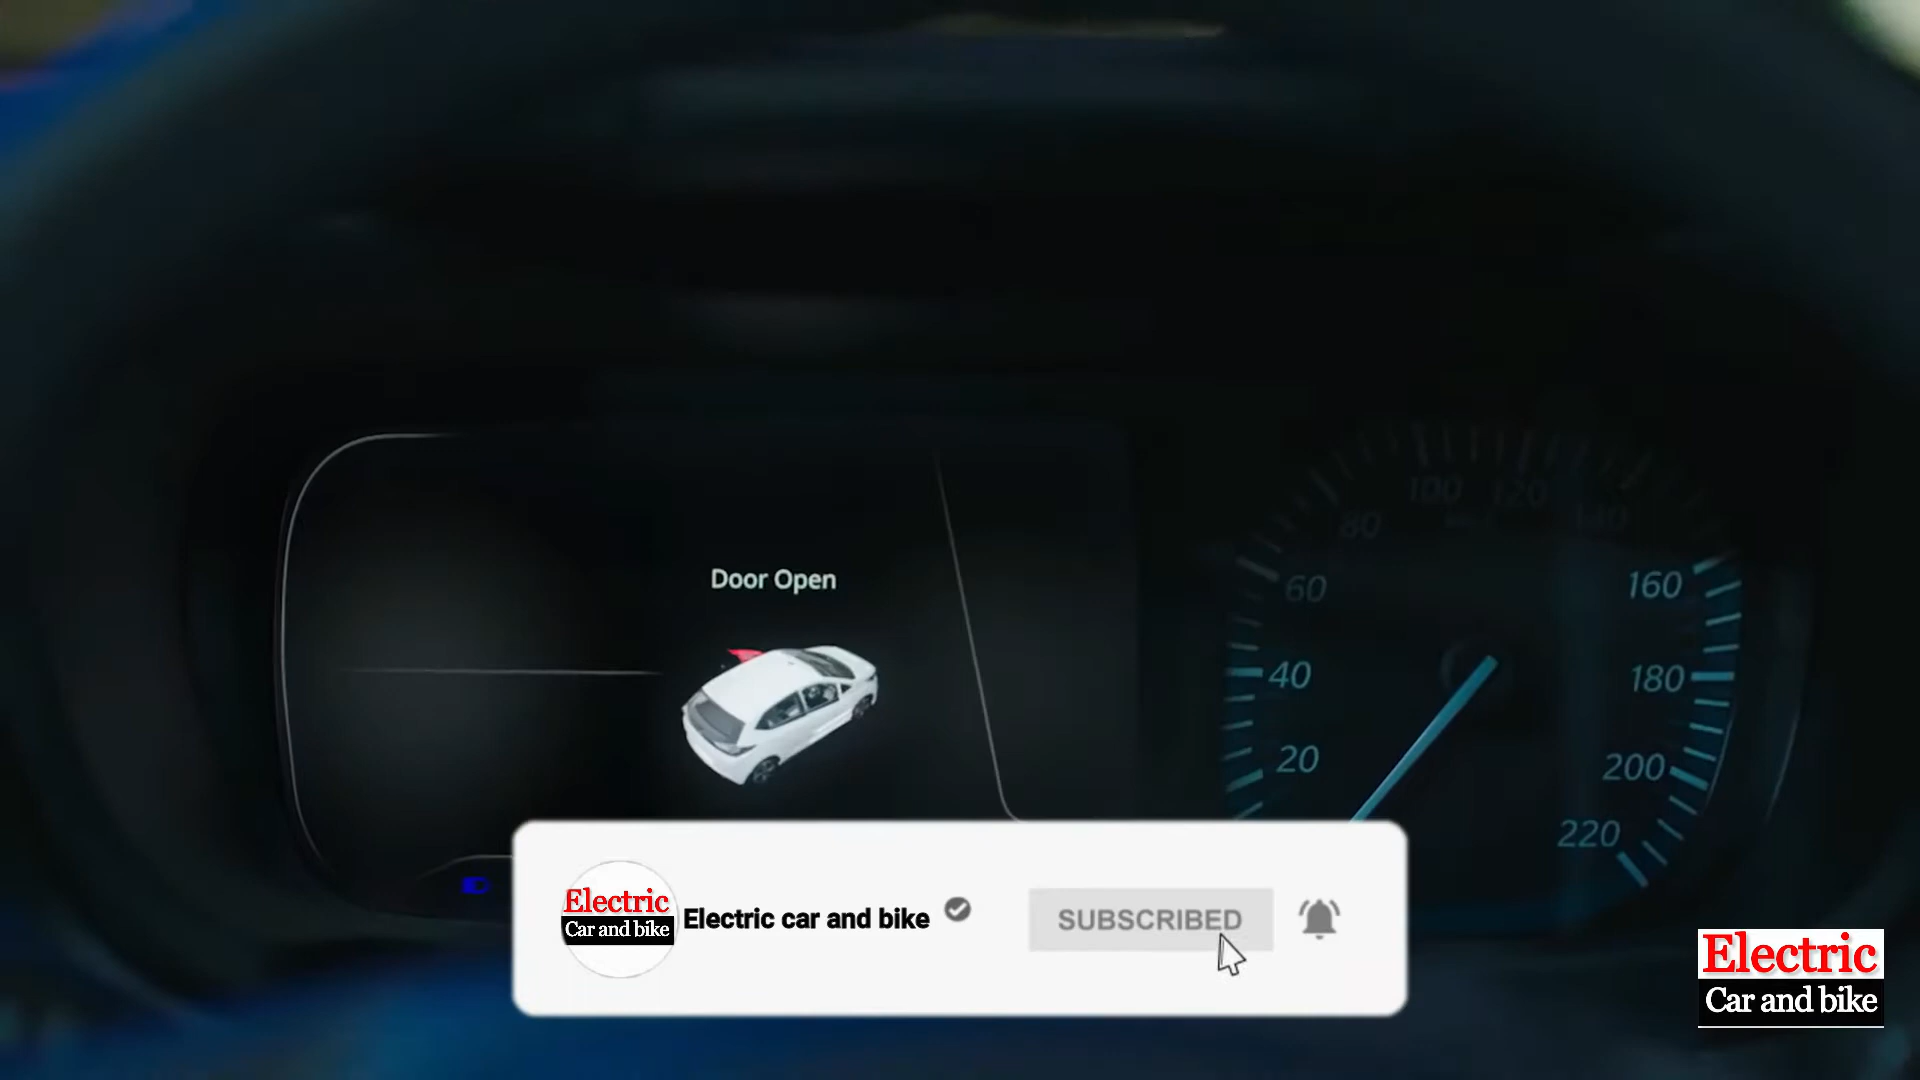 Door Open
100 120
80 140
60 160
40 180
20 200
220
Electric
Car and bike
Electric car and bike
SUBSCRIBED
Electric
Car and bike